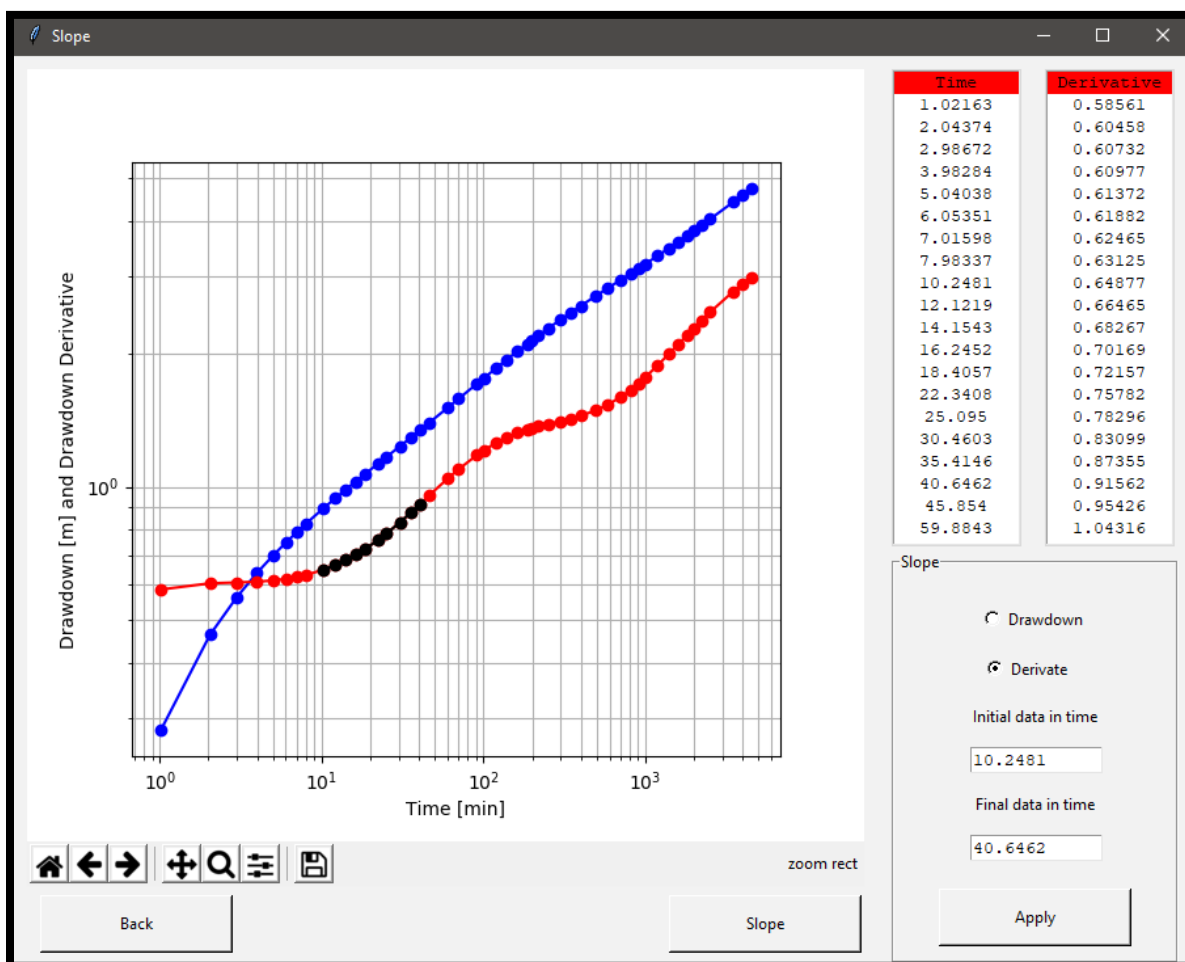 Slope
Drawdown [m] and Drawdown Derivative
10⁰
10⁰ 10¹ 10² 10³
Time [min]
zoom rect
Back
Slope
Time Derivative
1.02163 0.58561
2.04374 0.60458
2.98672 0.60732
3.98284 0.60977
5.04038 0.61372
6.05351 0.61882
7.01598 0.62465
7.98337 0.63125
10.2481 0.64877
12.1219 0.66465
14.1543 0.68267
16.2452 0.70169
18.4057 0.72157
22.3408 0.75782
25.095 0.78296
30.4603 0.83099
35.4146 0.87355
40.6462 0.91562
45.854 0.95426
59.8843 1.04316
Slope
Drawdown
Derivate
Initial data in time
10.2481
Final data in time
40.6462
Apply